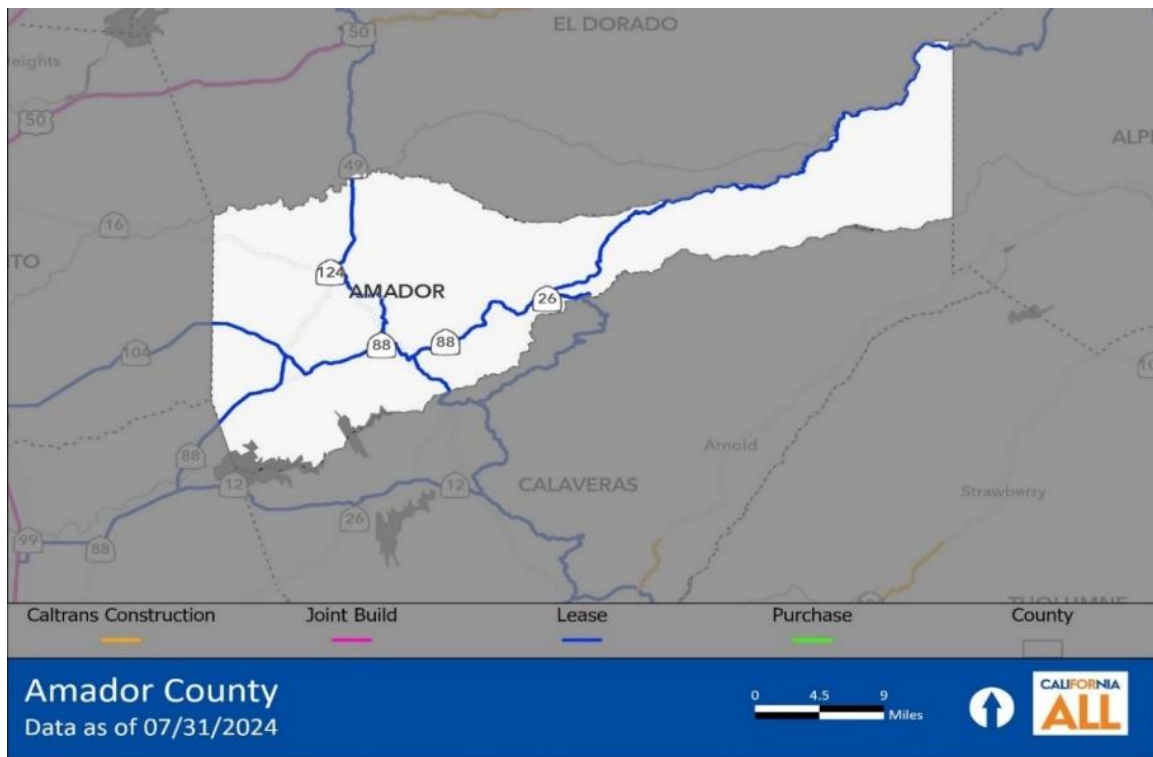 EL DORADO
50
eights
50
ALPI
49
16
TO
124
AMADOR
26
88
88
104
Arnold
88
12
12
CALAVERAS
Strawberry
26
99
88
Caltrans Construction
Joint Build
Lease
Purchase
County
Amador County
Data as of 07/31/2024
0 4.5 9
Miles
CALIFORNIA
ALL